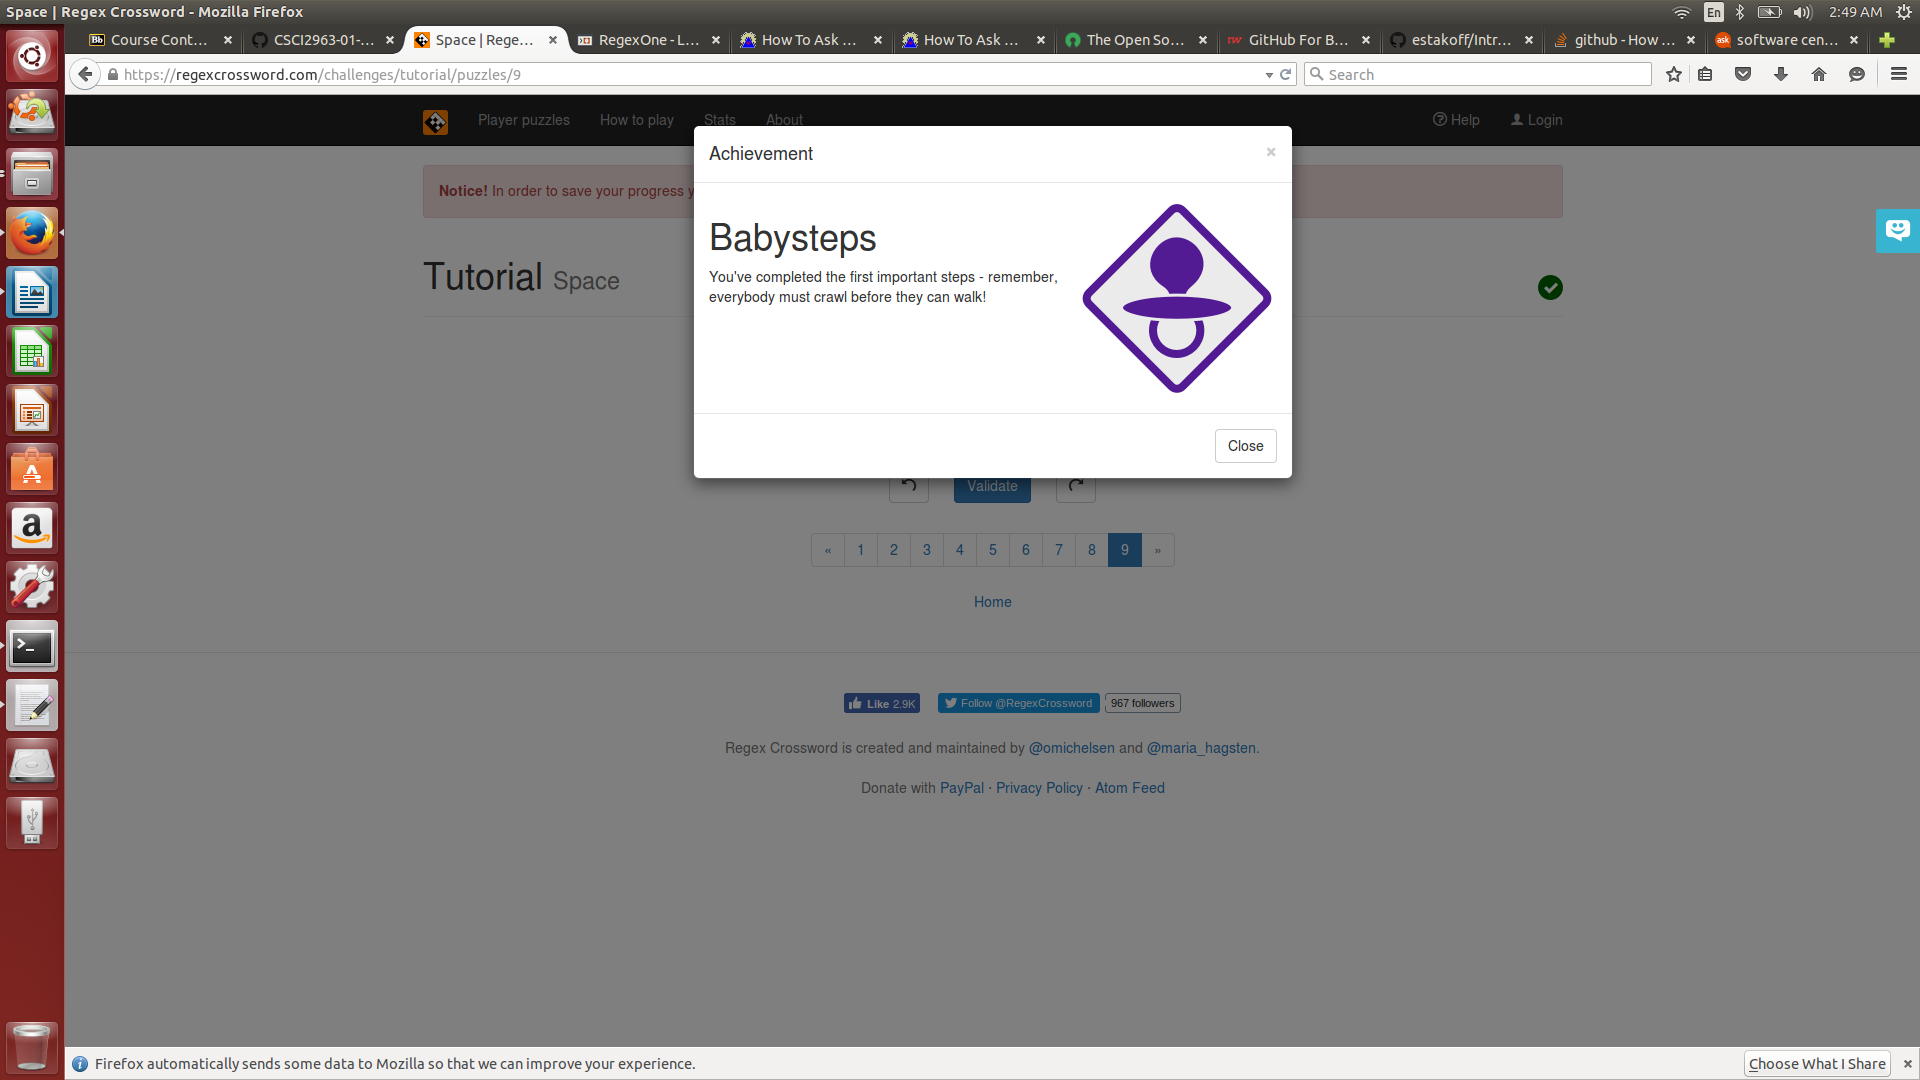 Space | Regex Crossword - Mozilla Firefox
En
2:49 AM
Bb Course Cont...
CSCI2963-01-...
Space | Rege...
RegexOne - L...
How To Ask ...
How To Ask ...
The Open So...
rw GitHub For B...
estakoff/Intr...
github - How ...
ask software cen...
https://regexcrossword.com/challenges/tutorial/puzzles/9
Search
Player puzzles
How to play
Stats
About
Help
Login
Achievement
×
Notice! In order to save your progress y
Babysteps
You've completed the first important steps - remember,
everybody must crawl before they can walk!
Tutorial Space
Close
Validate
« 1 2 3 4 5 6 7 8 9 »
Home
Like 2.9K
Follow @RegexCrossword
967 followers
Regex Crossword is created and maintained by @omichelsen and @maria_hagsten.
Donate with PayPal · Privacy Policy · Atom Feed
Firefox automatically sends some data to Mozilla so that we can improve your experience.
Choose What I Share